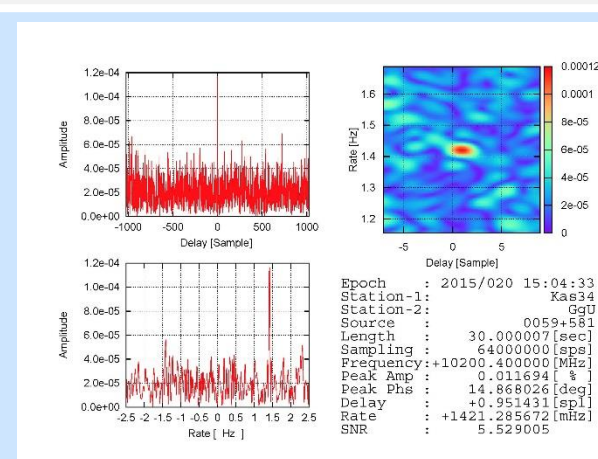 1.2e-04
1.0e-04
8.0e-05
6.0e-05
4.0e-05
2.0e-05
0.0e+00
Amplitude
-1000 -500 0 500 1000
Delay [Sample]
1.6
1.5
1.4
1.3
1.2
Rate [Hz]
-5 0 5
Delay [Sample]
0.00012
0.0001
8e-05
6e-05
4e-05
2e-05
0
1.2e-04
1.0e-04
8.0e-05
6.0e-05
4.0e-05
2.0e-05
0.0e+00
Amplitude
-2.5 -2 -1.5 -1 -0.5 0 0.5 1 1.5 2 2.5
Rate [ Hz ]
Epoch : 2015/020 15:04:33
Station-1: Kas34
Station-2: GgU
Source : 0059+581
Length : 30.000007[sec]
Sampling : 64000000[sps]
Frequency:+10200.400000[MHz]
Peak Amp : 0.011694[ % ]
Peak Phs : 14.868026[deg]
Delay : +0.951431[spl]
Rate : +1421.285672[mHz]
SNR : 5.529005